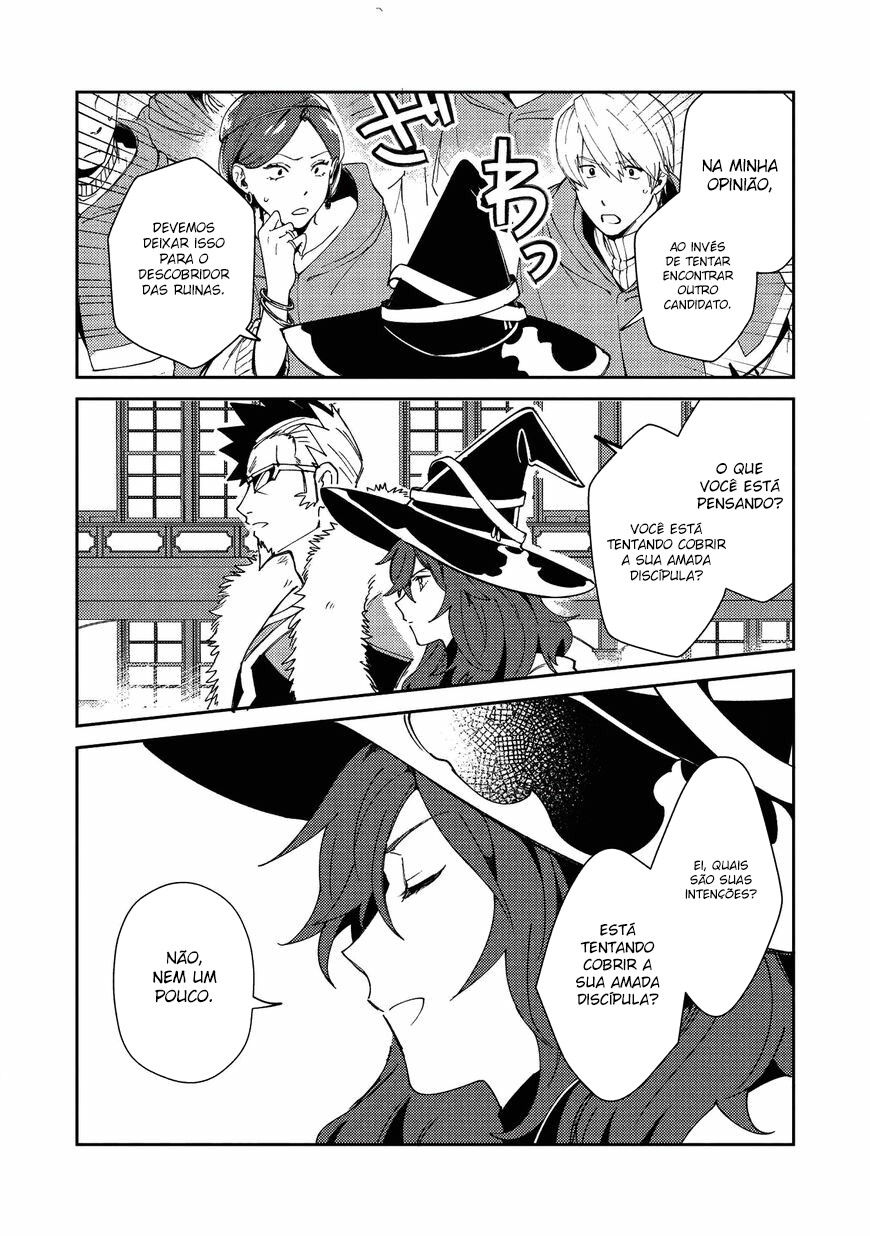 NA MINHA
OPINIÃO,
AO INVÉS
DE TENTAR
ENCONTRAR
OUTRO
CANDIDATO.
ざ
わっ
DEVEMOS
DEIXAR ISSO
PARA O
DESCOBRIDOR
DAS RUINAS.
O QUE
VOCÊ ESTÁ
PENSANDO?
VOCÊ ESTÁ
TENTANDO COBRIR
A SUA AMADA
DISCÍPULA?
EI, QUAIS
SÃO SUAS
INTENÇÕES?
ESTÁ
TENTANDO
COBRIR A
SUA AMADA
DISCÍPULA?
NÃO,
NEM UM
POUCO.